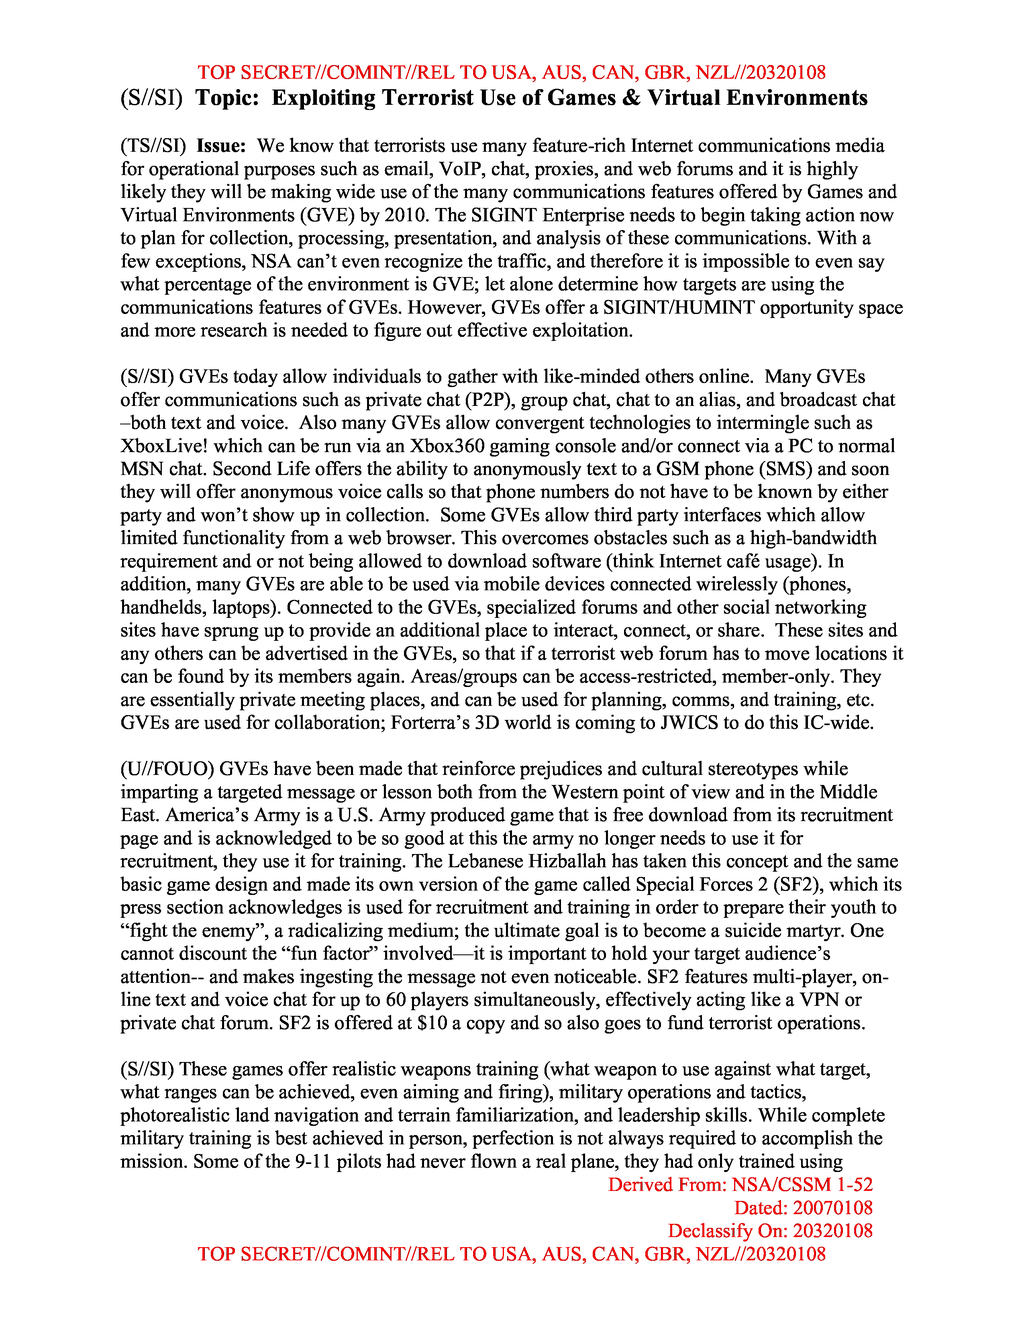 TOP SECRET//COMINT//REL TO USA, AUS, CAN, GBR, NZL//20320108
(S//SI) Topic: Exploiting Terrorist Use of Games & Virtual Environments
(TS//SI) Issue: We know that terrorists use many feature-rich Internet communications media
for operational purposes such as email, VoIP, chat, proxies, and web forums and it is highly
likely they will be making wide use of the many communications features offered by Games and
Virtual Environments (GVE) by 2010. The SIGINT Enterprise needs to begin taking action now
to plan for collection, processing, presentation, and analysis of these communications. With a
few exceptions, NSA can’t even recognize the traffic, and therefore it is impossible to even say
what percentage of the environment is GVE; let alone determine how targets are using the
communications features of GVEs. However, GVEs offer a SIGINT/HUMINT opportunity space
and more research is needed to figure out effective exploitation.
(S//SI) GVEs today allow individuals to gather with like-minded others online. Many GVEs
offer communications such as private chat (P2P), group chat, chat to an alias, and broadcast chat
–both text and voice. Also many GVEs allow convergent technologies to intermingle such as
XboxLive! which can be run via an Xbox360 gaming console and/or connect via a PC to normal
MSN chat. Second Life offers the ability to anonymously text to a GSM phone (SMS) and soon
they will offer anonymous voice calls so that phone numbers do not have to be known by either
party and won’t show up in collection. Some GVEs allow third party interfaces which allow
limited functionality from a web browser. This overcomes obstacles such as a high-bandwidth
requirement and or not being allowed to download software (think Internet café usage). In
addition, many GVEs are able to be used via mobile devices connected wirelessly (phones,
handhelds, laptops). Connected to the GVEs, specialized forums and other social networking
sites have sprung up to provide an additional place to interact, connect, or share. These sites and
any others can be advertised in the GVEs, so that if a terrorist web forum has to move locations it
can be found by its members again. Areas/groups can be access-restricted, member-only. They
are essentially private meeting places, and can be used for planning, comms, and training, etc.
GVEs are used for collaboration; Forterra’s 3D world is coming to JWICS to do this IC-wide.
(U//FOUO) GVEs have been made that reinforce prejudices and cultural stereotypes while
imparting a targeted message or lesson both from the Western point of view and in the Middle
East. America’s Army is a U.S. Army produced game that is free download from its recruitment
page and is acknowledged to be so good at this the army no longer needs to use it for
recruitment, they use it for training. The Lebanese Hizballah has taken this concept and the same
basic game design and made its own version of the game called Special Forces 2 (SF2), which its
press section acknowledges is used for recruitment and training in order to prepare their youth to
“fight the enemy”, a radicalizing medium; the ultimate goal is to become a suicide martyr. One
cannot discount the “fun factor” involved—it is important to hold your target audience’s
attention-- and makes ingesting the message not even noticeable. SF2 features multi-player, on-
line text and voice chat for up to 60 players simultaneously, effectively acting like a VPN or
private chat forum. SF2 is offered at $10 a copy and so also goes to fund terrorist operations.
(S//SI) These games offer realistic weapons training (what weapon to use against what target,
what ranges can be achieved, even aiming and firing), military operations and tactics,
photorealistic land navigation and terrain familiarization, and leadership skills. While complete
military training is best achieved in person, perfection is not always required to accomplish the
mission. Some of the 9-11 pilots had never flown a real plane, they had only trained using
Derived From: NSA/CSSM 1-52
Dated: 20070108
Declassify On: 20320108
TOP SECRET//COMINT//REL TO USA, AUS, CAN, GBR, NZL//20320108